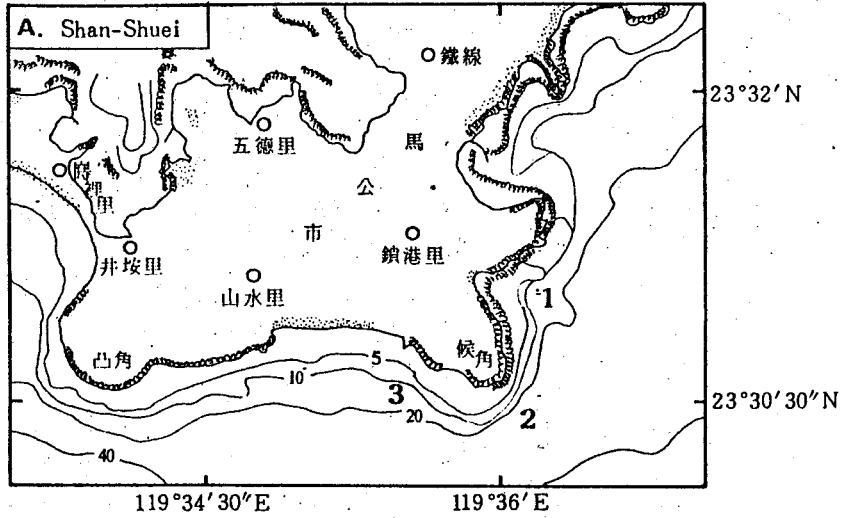 A. Shan-Shuei
鐵線
23°32′N
五德里
馬
公
市
鎖港里
井垵里
山水里
1
凸角
候角
5
10
3
20
2
23°30′30″N
40
119°34′30″E
119°36′E